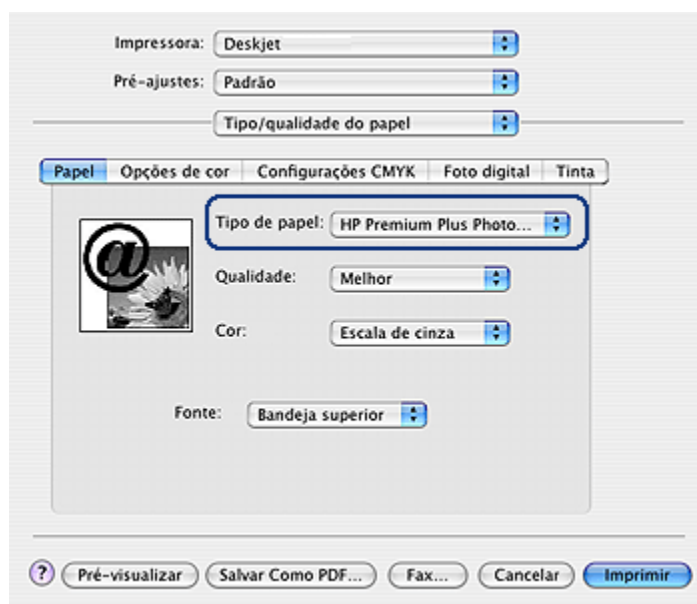 Impressora: Deskjet
Pré-ajustes: Padrão
Tipo/qualidade do papel
Papel Opções de cor Configurações CMYK Foto digital Tinta
Tipo de papel: HP Premium Plus Photo...
@
Qualidade: Melhor
Cor: Escala de cinza
Fonte: Bandeja superior
? Pré-visualizar Salvar Como PDF... Fax... Cancelar Imprimir